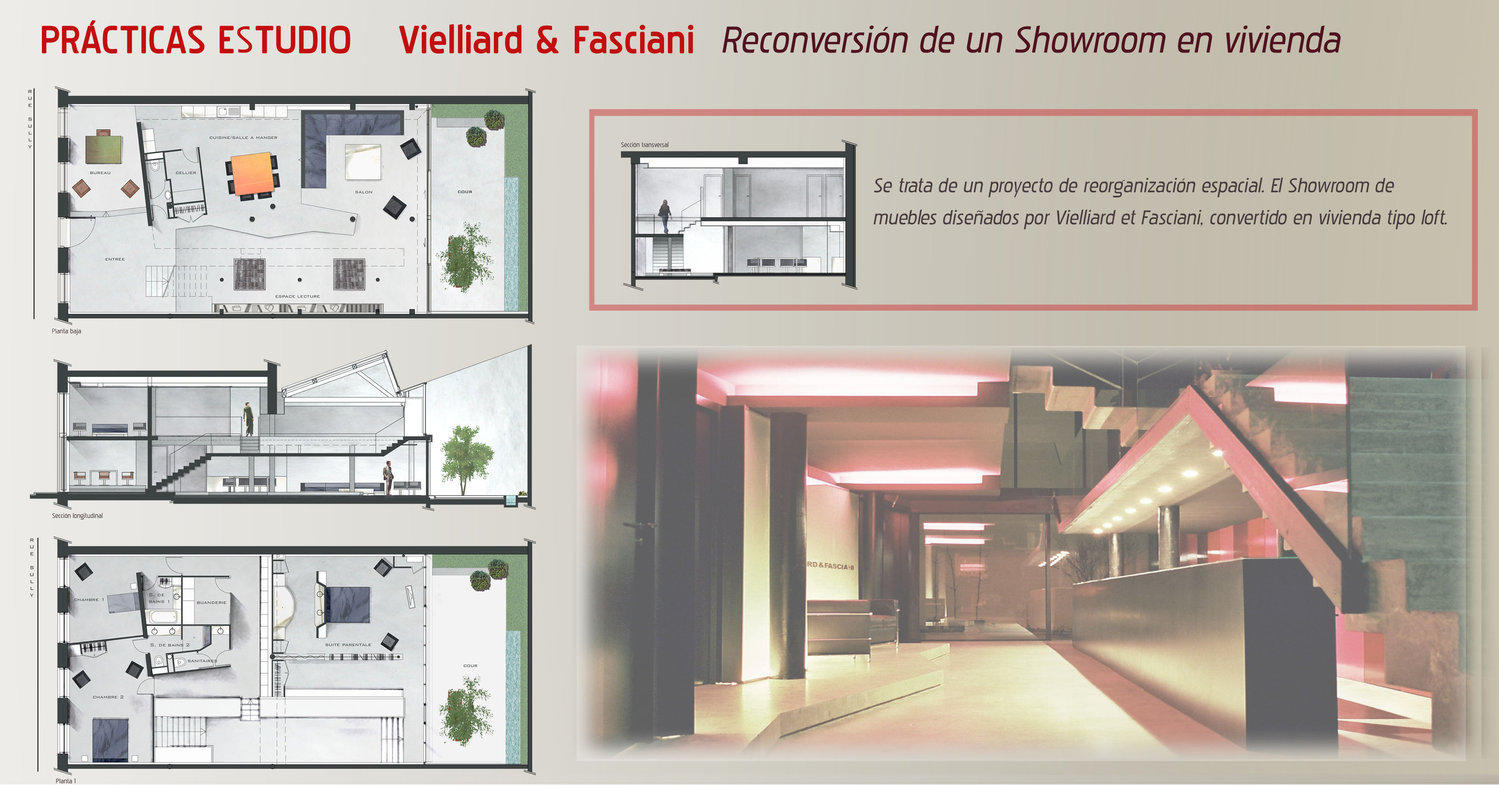 PRÁCTICAS ESTUDIO Vielliard & Fasciani Reconversión de un Showroom en vivienda
RUE SULLY
CUISINE/SALLE A MANGER
BUREAU
CELLIER
SALON
COUR
ENTREE
ESPACE LECTURE
Planta baja
Sección transversal
Se trata de un proyecto de reorganización espacial. El Showroom de
muebles diseñados por Vielliard et Fasciani, convertido en vivienda tipo loft.
Sección longitudinal
RUE SULLY
CHAMBRE 1
S. DE
BAINS 1
BUANDERIE
S. DE BAINS 2
SANITAIRES
SUITE PARENTALE
COUR
CHAMBRE 2
Planta 1
RD & FASCIA